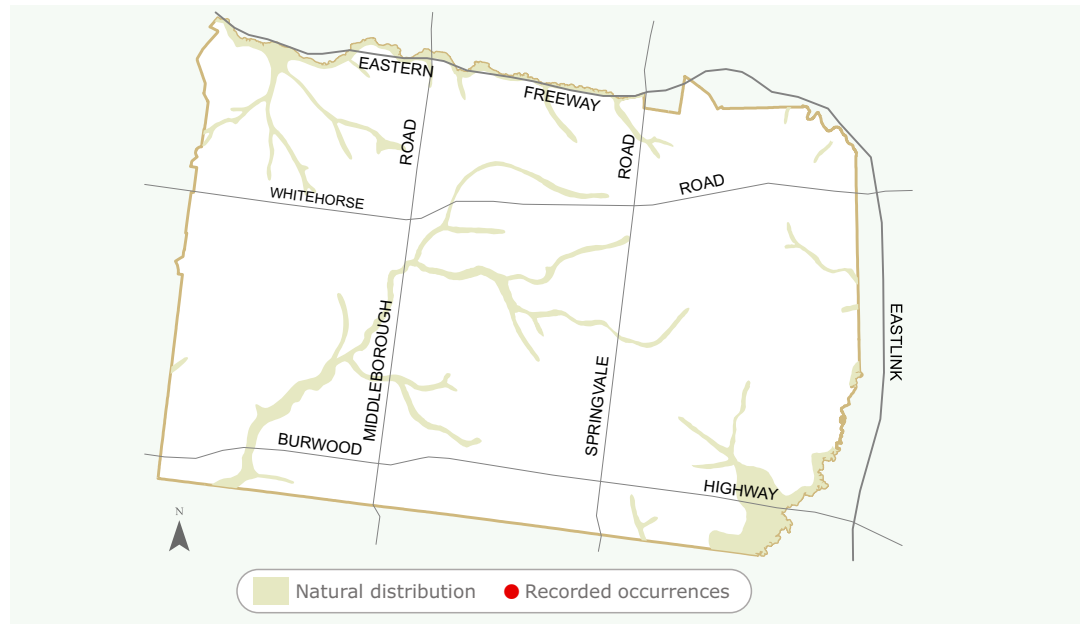 EASTERN
FREEWAY
ROAD
ROAD
ROAD
WHITEHORSE
EASTLINK
MIDDLEBOROUGH
SPRINGVALE
BURWOOD
HIGHWAY
N
Natural distribution
Recorded occurrences